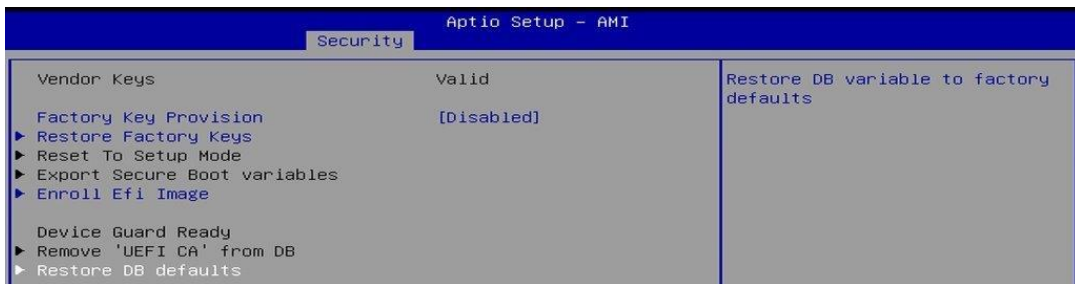 Aptio Setup – AMI
Security
Vendor Keys Valid
Factory Key Provision [Disabled]
Restore Factory Keys
Reset To Setup Mode
Export Secure Boot variables
Enroll Efi Image
Device Guard Ready
Remove 'UEFI CA' from DB
Restore DB defaults
Restore DB variable to factory
defaults